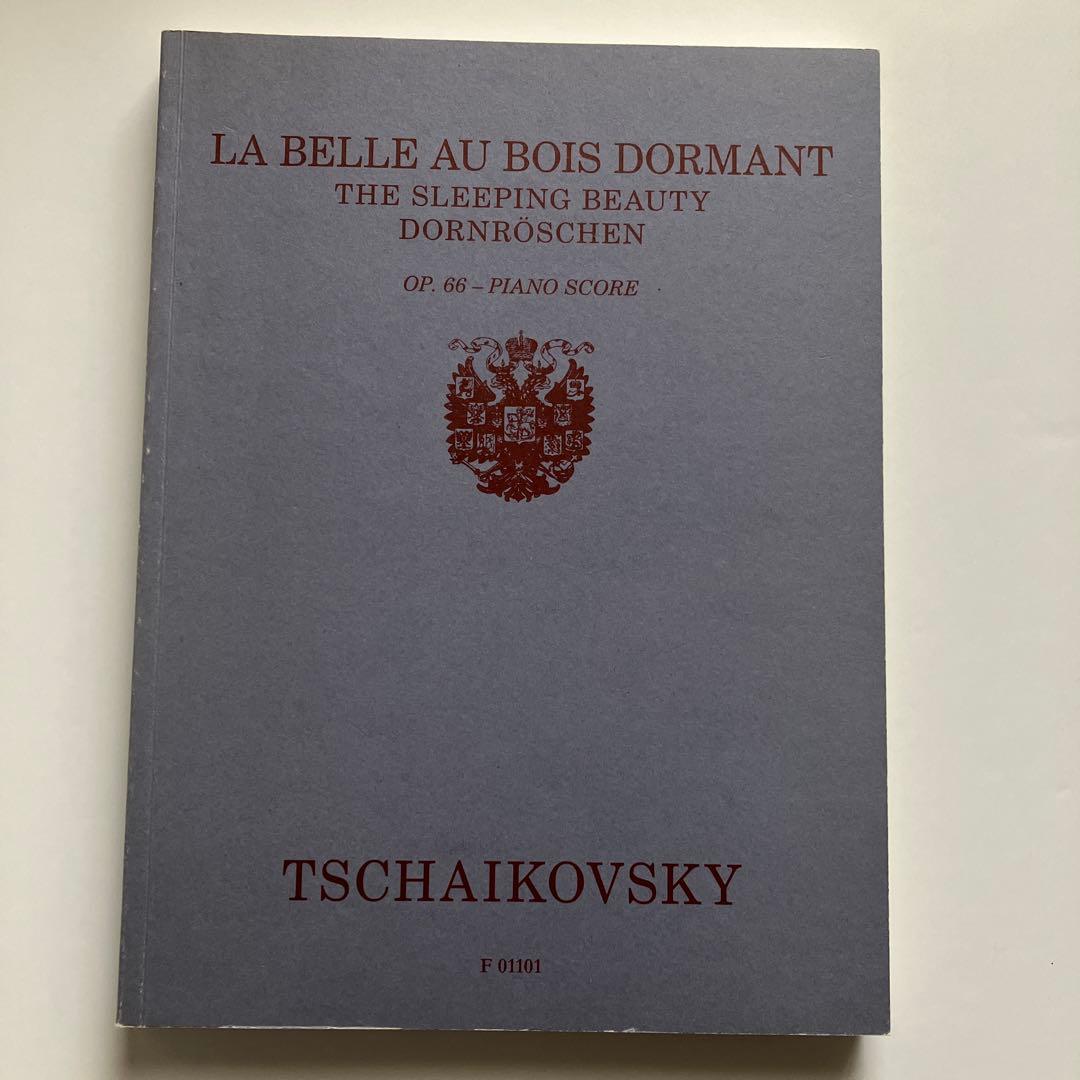 LA BELLE AU BOIS DORMANT
THE SLEEPING BEAUTY
DORNRÖSCHEN
OP. 66 – PIANO SCORE
TSCHAIKOVSKY
F 01101